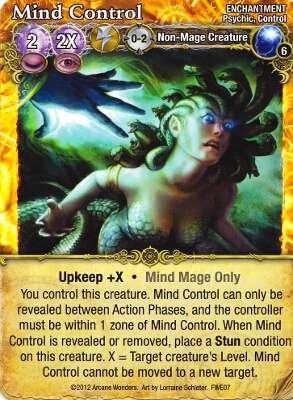 Mind Control
ENCHANTMENT
Psychic, Control
2 2X 0-2 Non-Mage Creature
6
Upkeep +X • Mind Mage Only
You control this creature. Mind Control can only be
revealed between Action Phases, and the controller
must be within 1 zone of Mind Control. When Mind
Control is revealed or removed, place a Stun condition
on this creature. X = Target creature's Level. Mind
Control cannot be moved to a new target.
©2012 Arcane Wonders. Art by Lorraine Schleter. FWE07